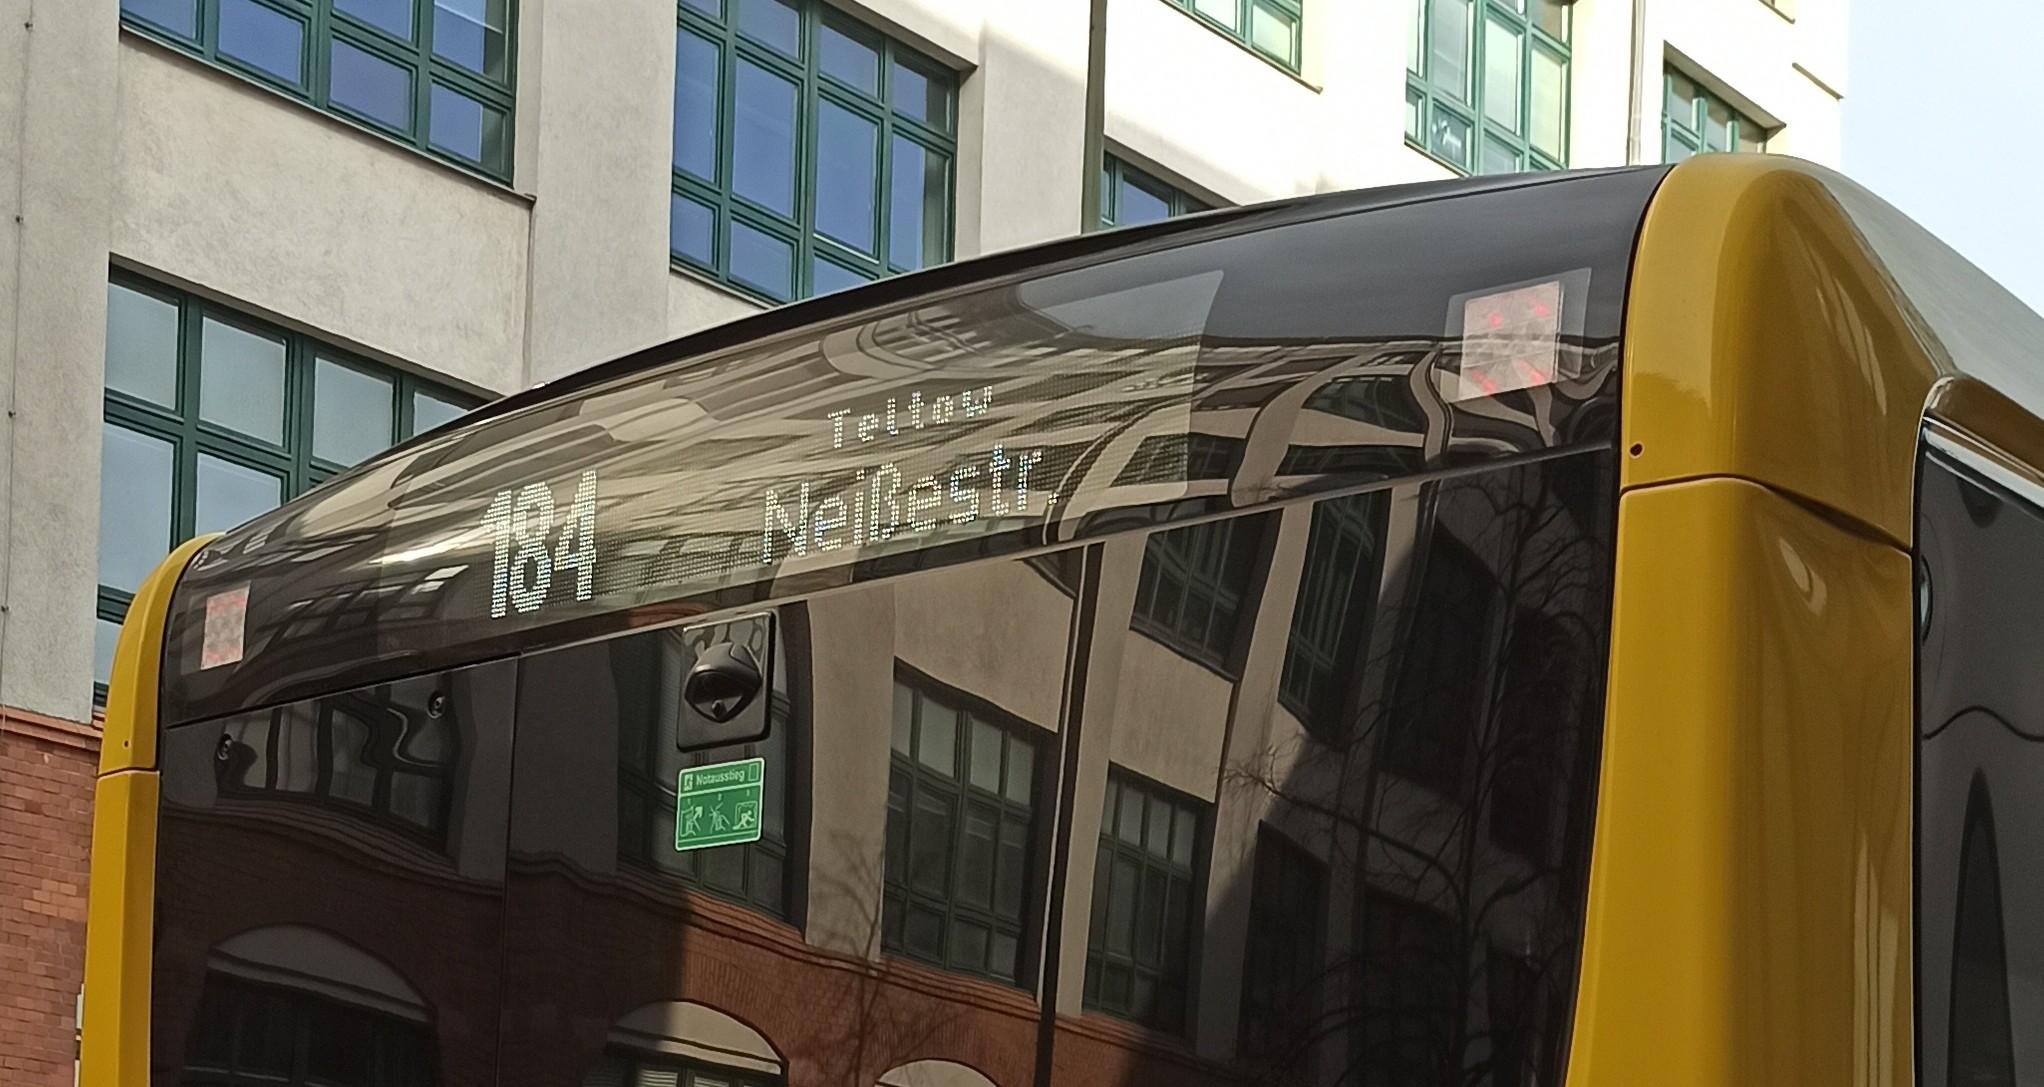 Teltow
184 Neißestr.
Notausstieg